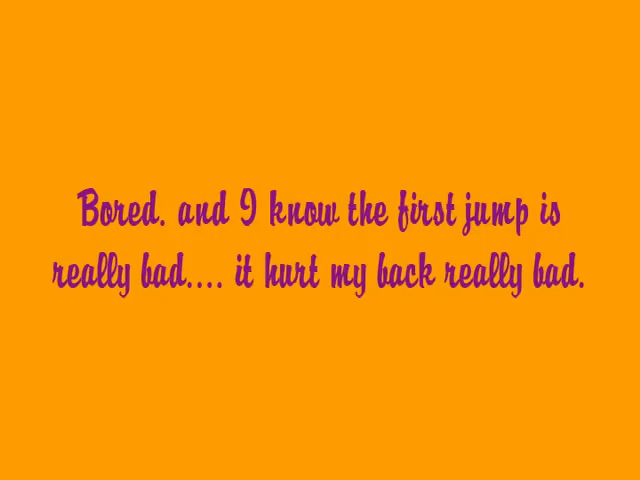 Bored. and I know the first jump is
really bad.... it hurt my back really bad.